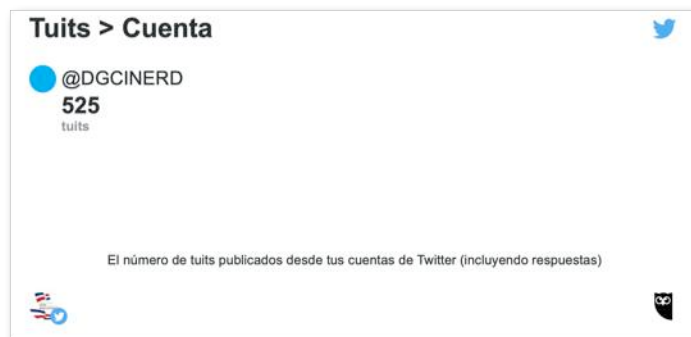 Tuits > Cuenta
@DGCINERD
525
tuits
El número de tuits publicados desde tus cuentas de Twitter (incluyendo respuestas)